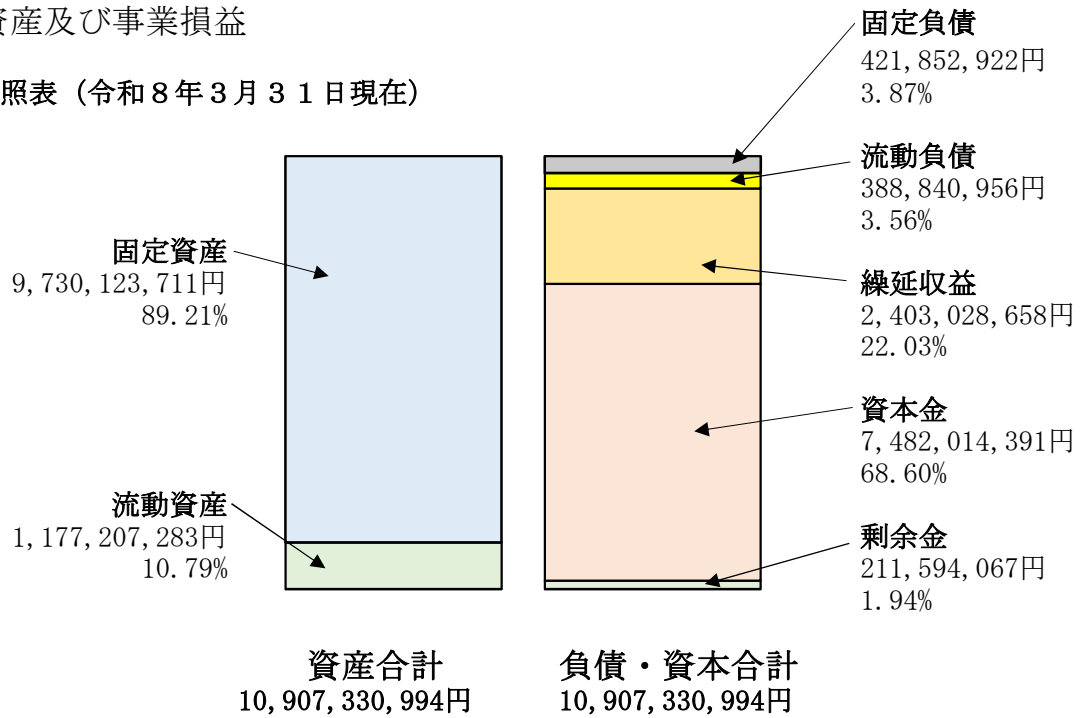 資産及び事業損益
照表（令和８年３月３１日現在）
固定資産
9,730,123,711円
89.21%
流動資産
1,177,207,283円
10.79%
固定負債
421,852,922円
3.87%
流動負債
388,840,956円
3.56%
繰延収益
2,403,028,658円
22.03%
資本金
7,482,014,391円
68.60%
剰余金
211,594,067円
1.94%
資産合計
10,907,330,994円
負債・資本合計
10,907,330,994円